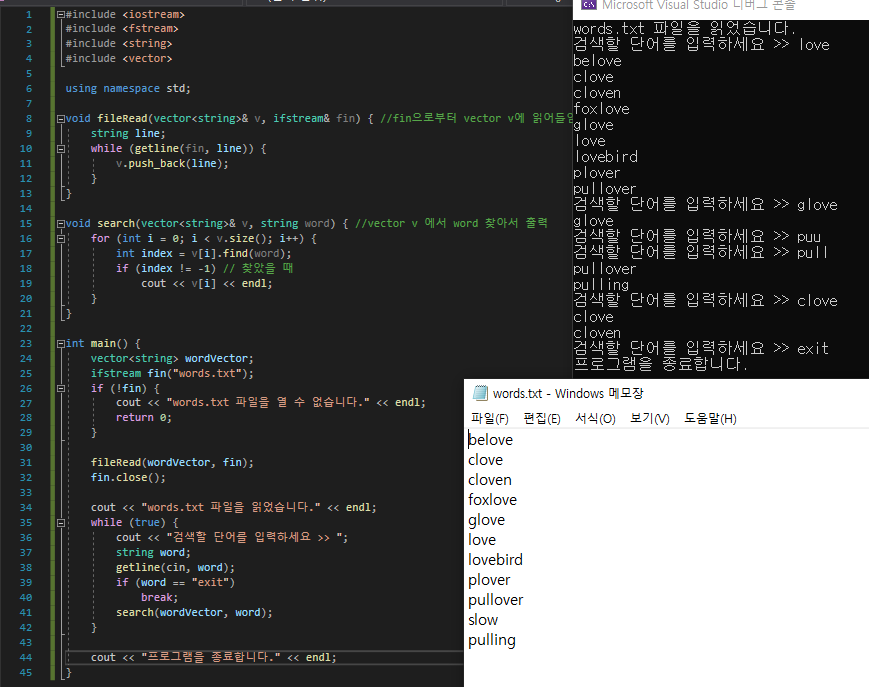 1 #include <iostream>
2 #include <fstream>
3 #include <string>
4 #include <vector>
5
6 using namespace std;
7
8 void fileRead(vector<string>& v, ifstream& fin) { //fin으로부터 vector v에 읽어들임
9 string line;
10 while (getline(fin, line)) {
11 v.push_back(line);
12 }
13 }
14
15 void search(vector<string>& v, string word) { //vector v 에서 word 찾아서 출력
16 for (int i = 0; i < v.size(); i++) {
17 int index = v[i].find(word);
18 if (index != -1) // 찾았을 때
19 cout << v[i] << endl;
20 }
21 }
22
23 int main() {
24 vector<string> wordVector;
25 ifstream fin("words.txt");
26 if (!fin) {
27 cout << "words.txt 파일을 열 수 없습니다." << endl;
28 return 0;
29 }
30
31 fileRead(wordVector, fin);
32 fin.close();
33
34 cout << "words.txt 파일을 읽었습니다." << endl;
35 while (true) {
36 cout << "검색할 단어를 입력하세요 >> ";
37 string word;
38 getline(cin, word);
39 if (word == "exit")
40 break;
41 search(wordVector, word);
42 }
43
44 cout << "프로그램을 종료합니다." << endl;
45 }
Microsoft Visual Studio 디버그 콘솔
words.txt 파일을 읽었습니다.
검색할 단어를 입력하세요 >> love
belove
clove
cloven
foxlove
glove
love
lovebird
plover
pullover
검색할 단어를 입력하세요 >> glove
glove
검색할 단어를 입력하세요 >> puu
검색할 단어를 입력하세요 >> pull
pullover
pulling
검색할 단어를 입력하세요 >> clove
clove
cloven
검색할 단어를 입력하세요 >> exit
프로그램을 종료합니다.
words.txt - Windows 메모장
파일(F) 편집(E) 서식(O) 보기(V) 도움말(H)
belove
clove
cloven
foxlove
glove
love
lovebird
plover
pullover
slow
pulling